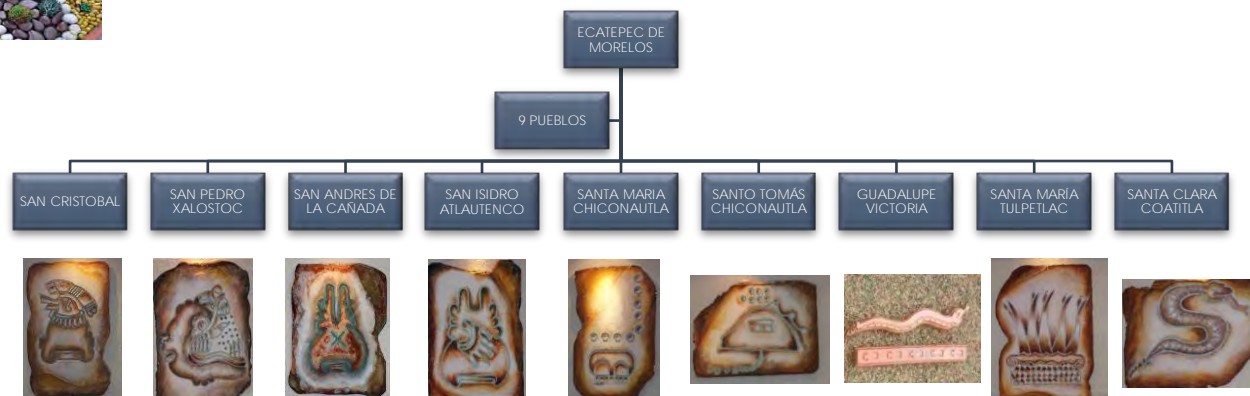 ECATEPEC DE
MORELOS
9 PUEBLOS
SAN CRISTOBAL
SAN PEDRO
XALOSTOC
SAN ANDRES DE
LA CAÑADA
SAN ISIDRO
ATLAUTENCO
SANTA MARIA
CHICONAUTLA
SANTO TOMÁS
CHICONAUTLA
GUADALUPE
VICTORIA
SANTA MARÍA
TULPETLAC
SANTA CLARA
COATITLA